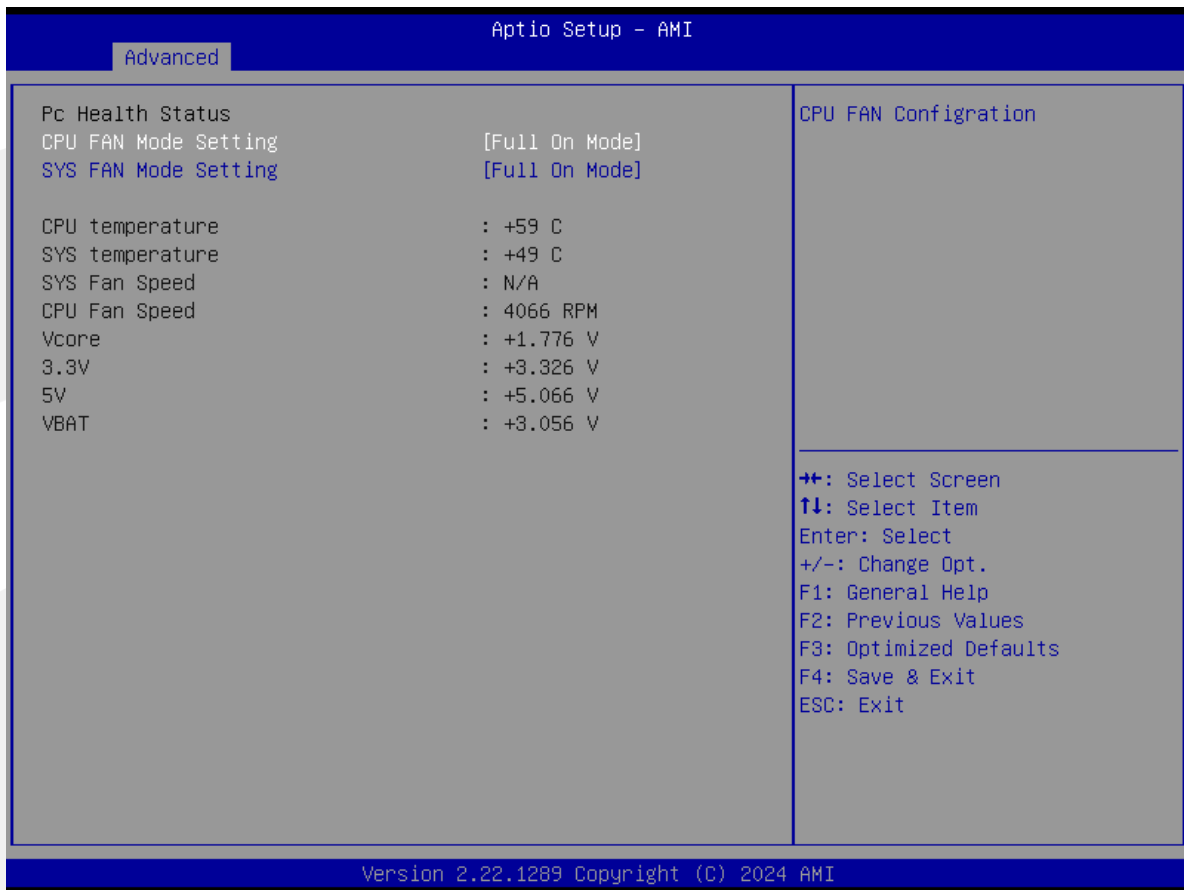 Aptio Setup – AMI
Advanced
Pc Health Status
CPU FAN Mode Setting [Full On Mode]
SYS FAN Mode Setting [Full On Mode]
CPU temperature : +59 C
SYS temperature : +49 C
SYS Fan Speed : N/A
CPU Fan Speed : 4066 RPM
Vcore : +1.776 V
3.3V : +3.326 V
5V : +5.066 V
VBAT : +3.056 V
CPU FAN Configration
→←: Select Screen
↑↓: Select Item
Enter: Select
+/-: Change Opt.
F1: General Help
F2: Previous Values
F3: Optimized Defaults
F4: Save & Exit
ESC: Exit
Version 2.22.1289 Copyright (C) 2024 AMI